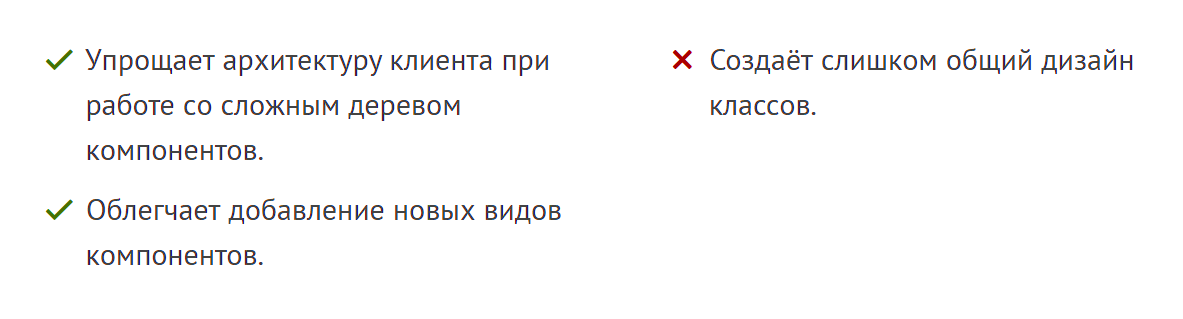 Упрощает архитектуру клиента при
работе со сложным деревом
компонентов.
Облегчает добавление новых видов
компонентов.
Создаёт слишком общий дизайн
классов.